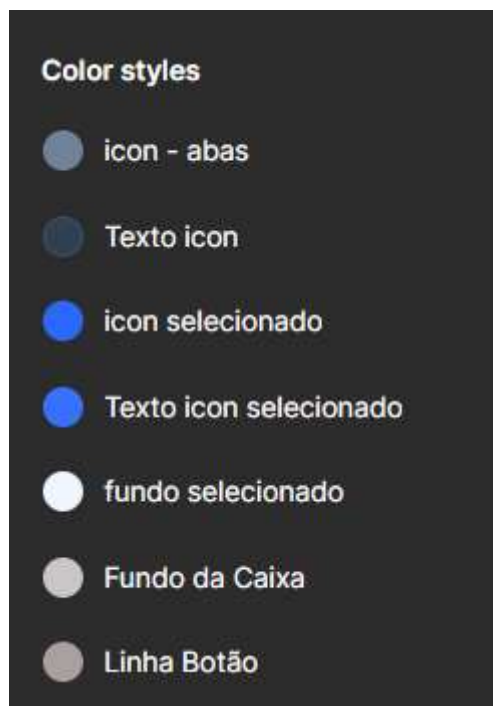 Color styles
icon - abas
Texto icon
icon selecionado
Texto icon selecionado
fundo selecionado
Fundo da Caixa
Linha Botão